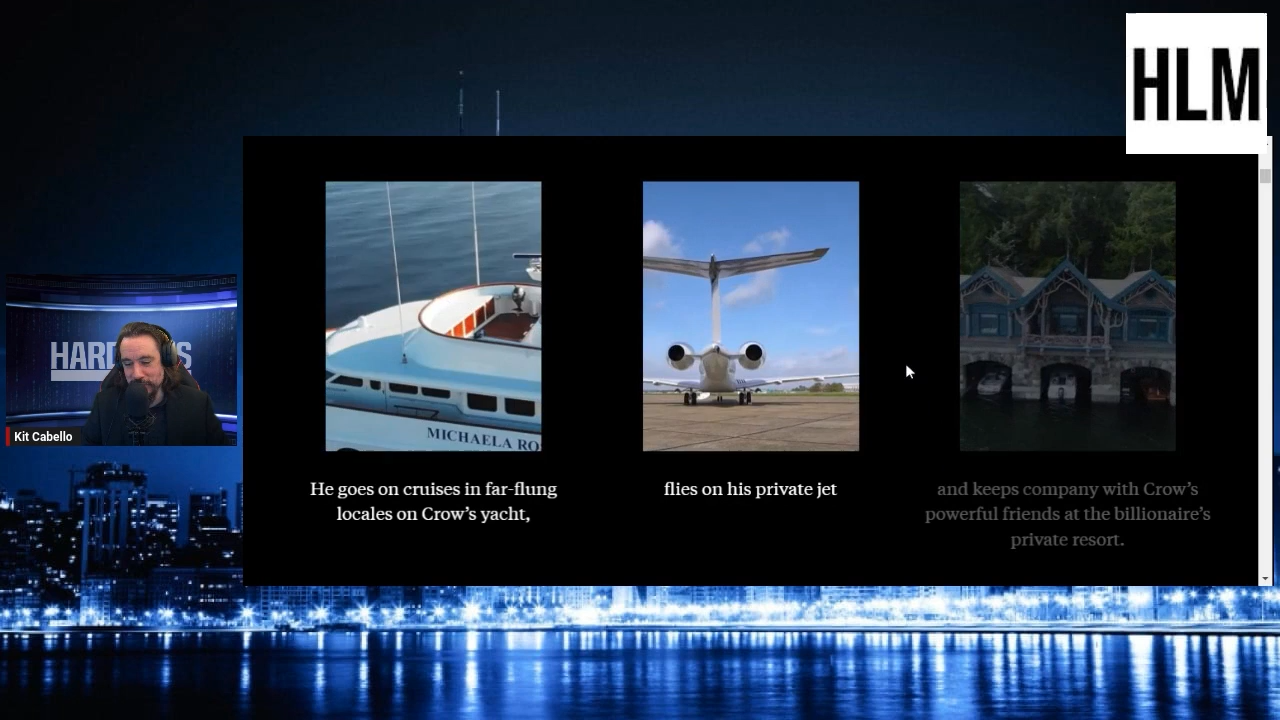 HLM
HARD
S
Kit Cabello
MICHAELA RO
He goes on cruises in far-flung
locales on Crow’s yacht,
flies on his private jet
and keeps company with Crow’s
powerful friends at the billionaire’s
private resort.